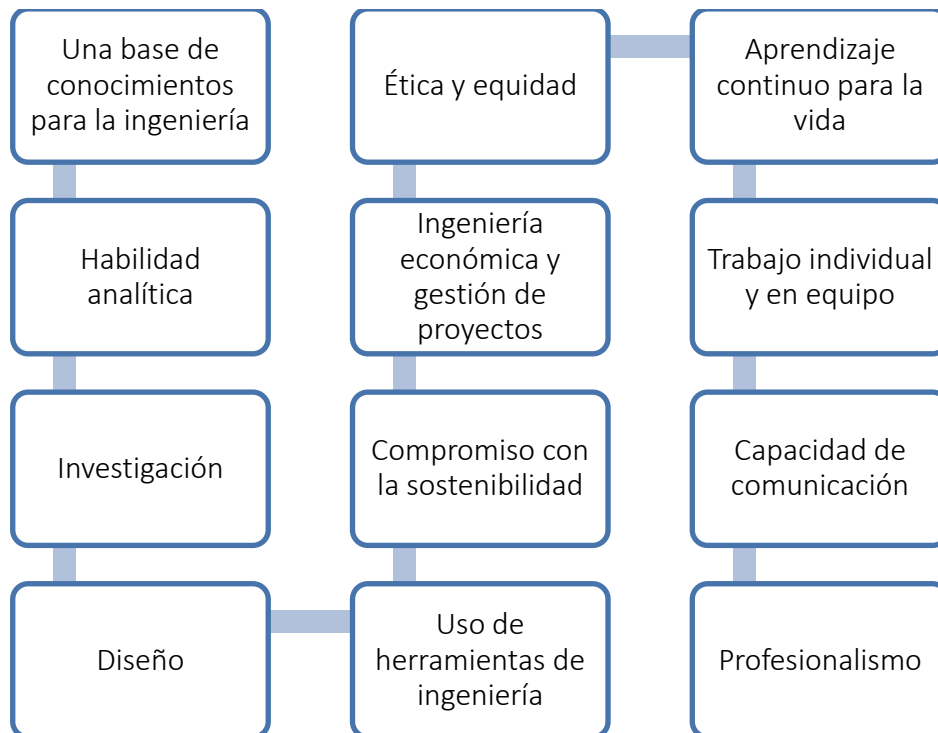 Una base de
conocimientos
para la ingeniería
Habilidad
analítica
Investigación
Diseño
Uso de
herramientas de
ingeniería
Compromiso con
la sostenibilidad
Ingeniería
económica y
gestión de
proyectos
Ética y equidad
Aprendizaje
continuo para la
vida
Trabajo individual
y en equipo
Capacidad de
comunicación
Profesionalismo